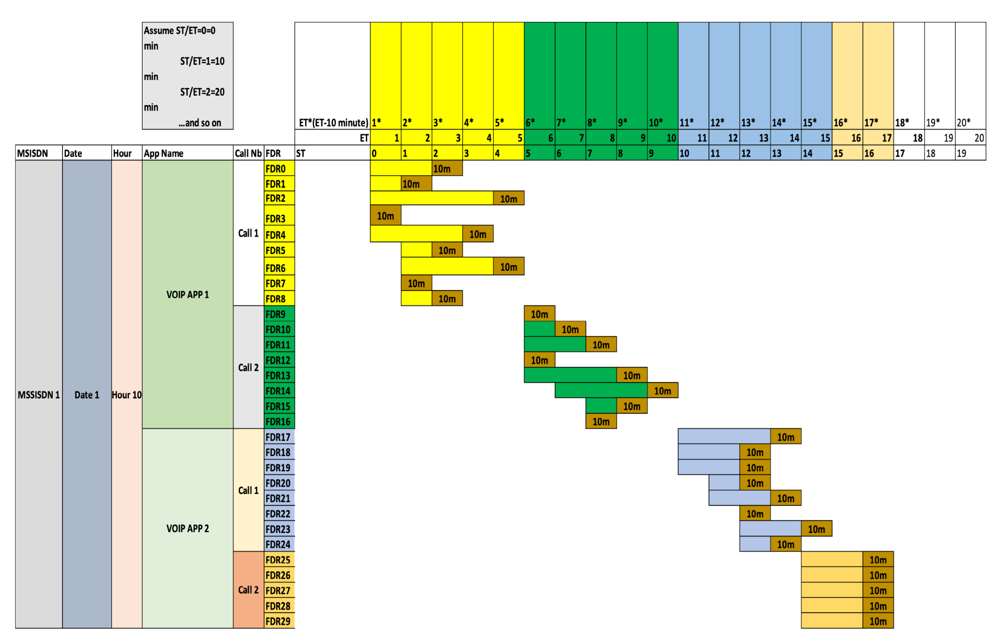 Assume ST/ET=0=0
min
ST/ET=1=10
min
ST/ET=2=20
min
...and so on
ET*(ET-10 minute) 1* 2* 3* 4* 5* 6* 7* 8* 9* 10* 11* 12* 13* 14* 15* 16* 17* 18* 19* 20*
ET 1 2 3 4 5 6 7 8 9 10 11 12 13 14 15 16 17 18 19 20
MSISDN Date Hour App Name Call Nb FDR ST 0 1 2 3 4 5 6 7 8 9 10 11 12 13 14 15 16 17 18 19
FDR0 10m
FDR1 10m
FDR2 10m
FDR3 10m
Call 1 FDR4 10m
FDR5 10m
FDR6 10m
FDR7 10m
VOIP APP 1 FDR8 10m
FDR9 10m
FDR10 10m
FDR11 10m
FDR12 10m
Call 2 FDR13 10m
MSSISDN 1 Date 1 Hour 10 FDR14 10m
FDR15 10m
FDR16 10m
FDR17 10m
FDR18 10m
FDR19 10m
FDR20 10m
Call 1 FDR21 10m
FDR22 10m
VOIP APP 2 FDR23 10m
FDR24 10m
FDR25 10m
FDR26 10m
Call 2 FDR27 10m
FDR28 10m
FDR29 10m